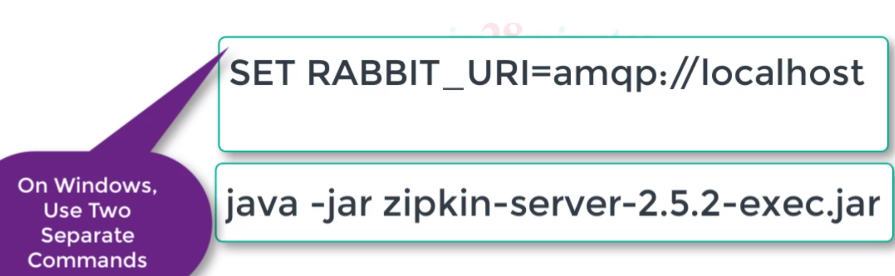 SET RABBIT_URI=amqp://localhost
On Windows,
Use Two
Separate
Commands
java -jar zipkin-server-2.5.2-exec.jar